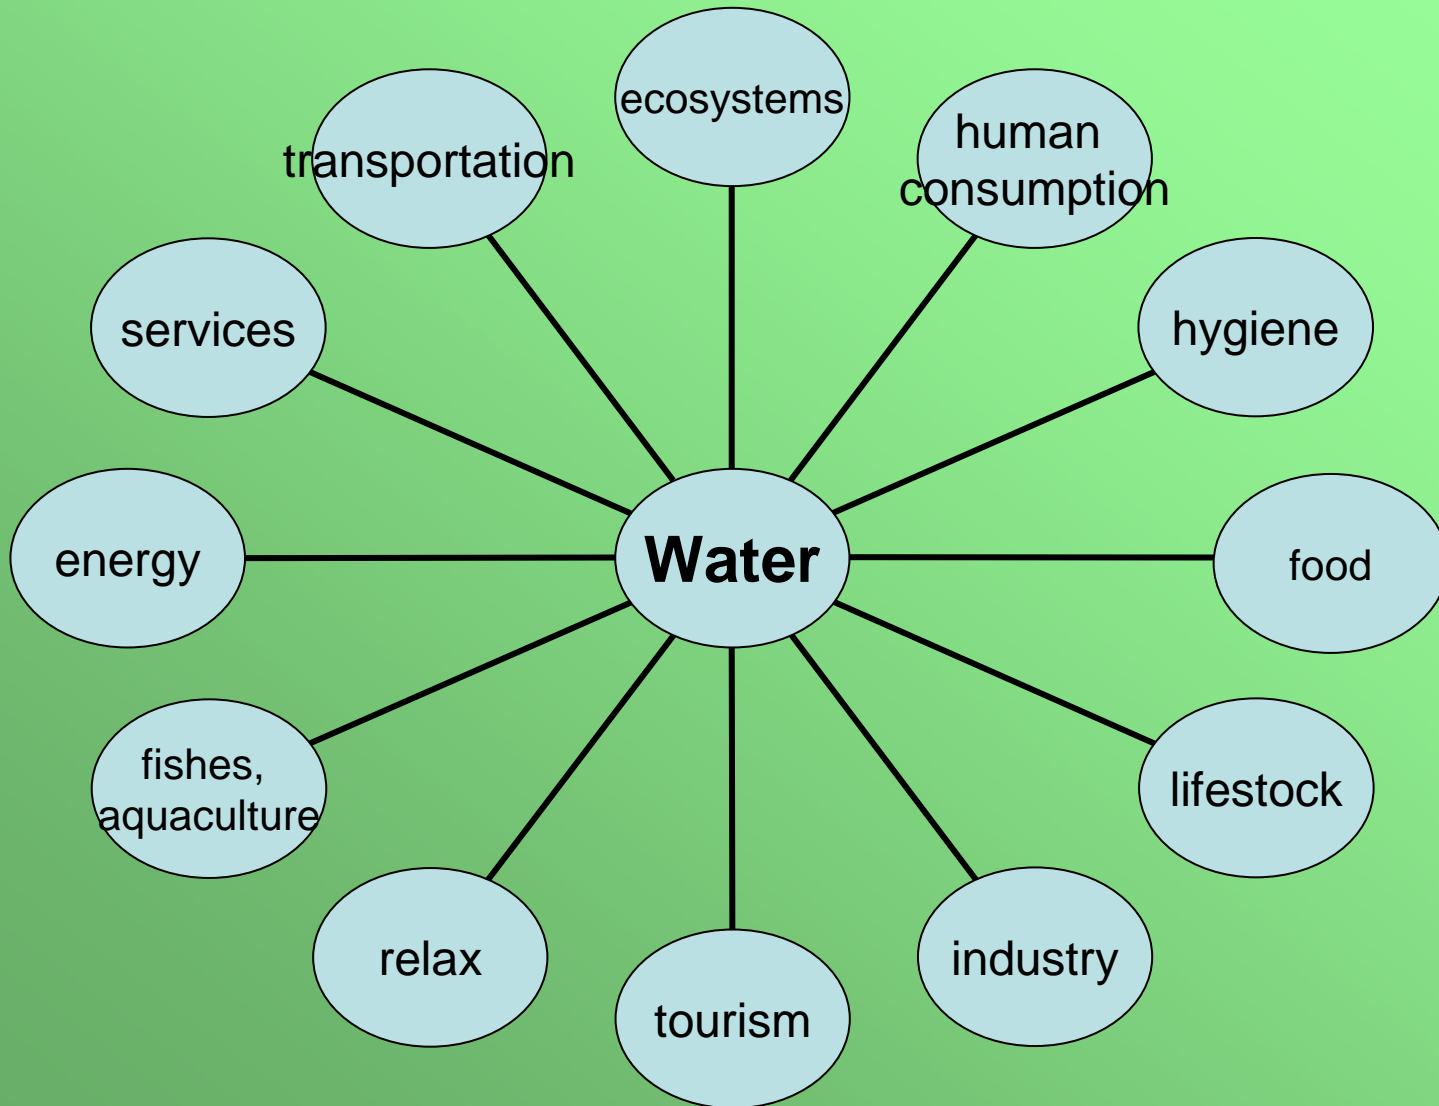 ecosystems
transportation
human
consumption
services
hygiene
energy
Water
food
fishes,
aquaculture
lifestock
relax
industry
tourism